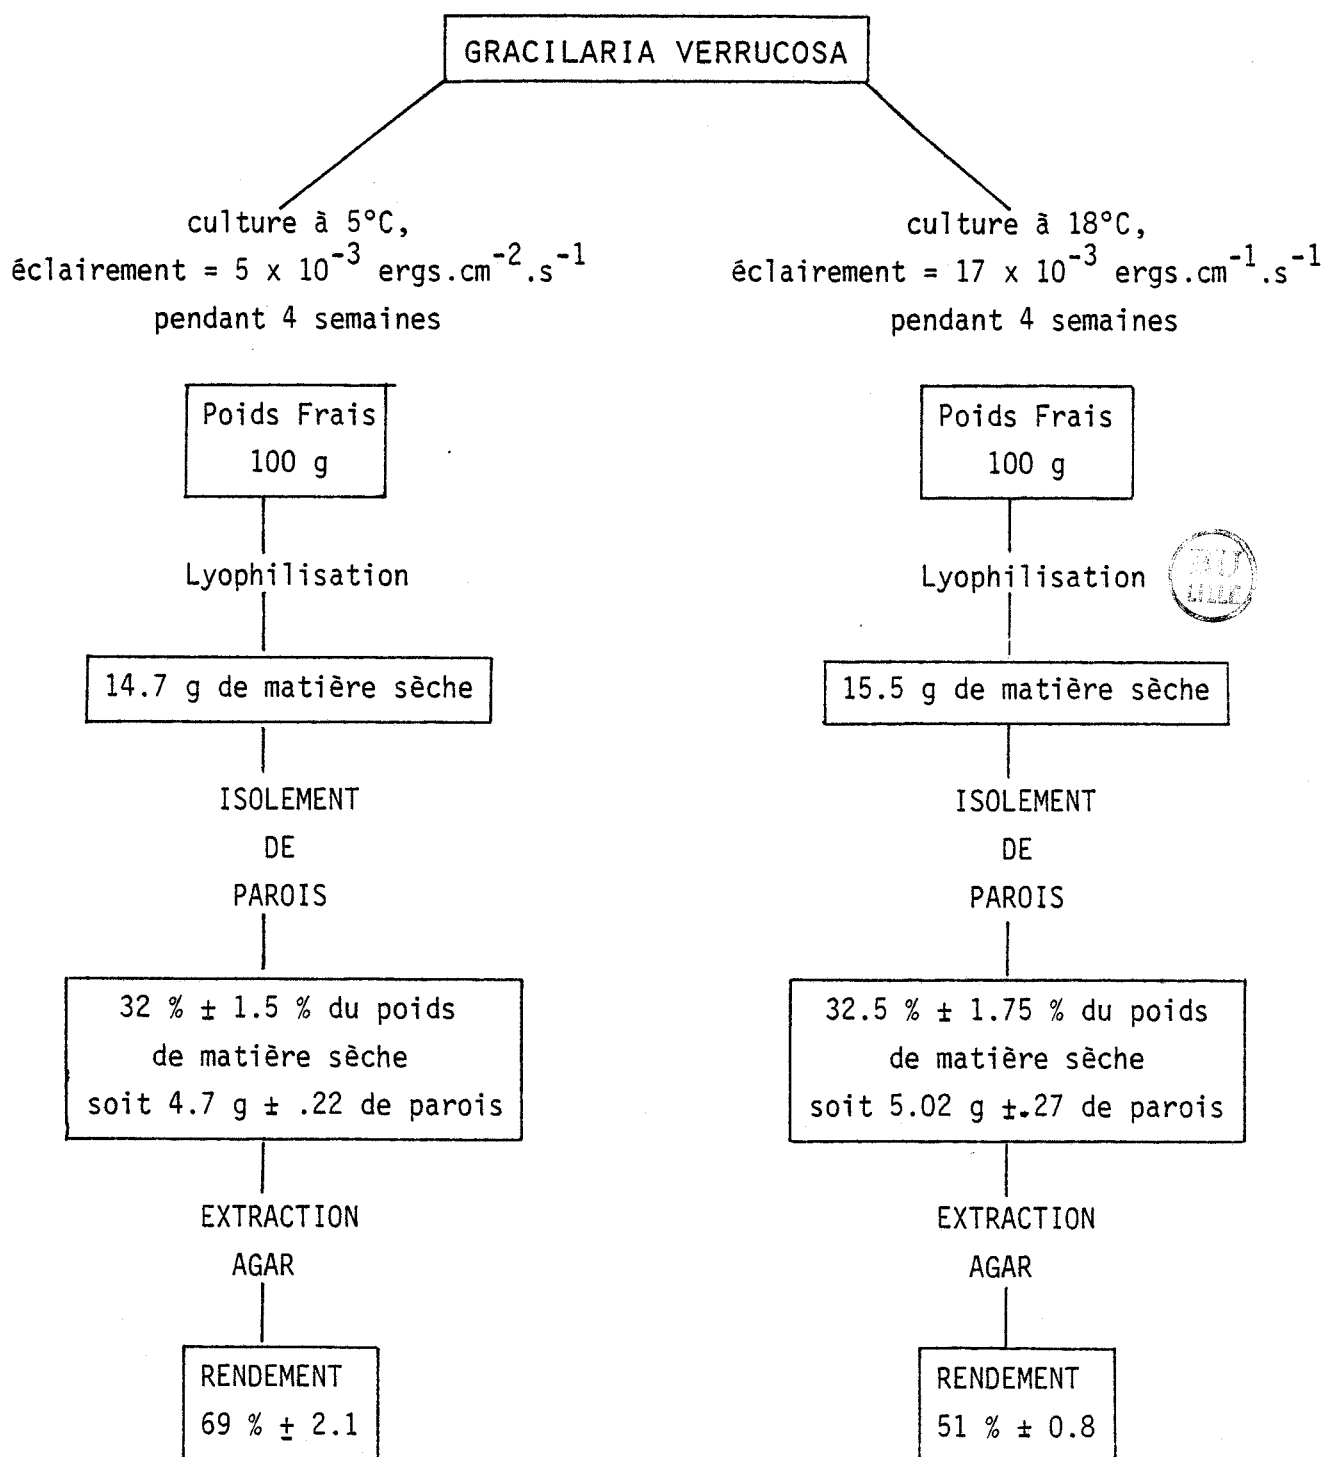 GRACILARIA VERRUCOSA
culture à 5°C,
éclairement = 5 x 10⁻³ ergs.cm⁻².s⁻¹
pendant 4 semaines
Poids Frais
100 g
Lyophilisation
14.7 g de matière sèche
ISOLEMENT
DE
PAROIS
32 % ± 1.5 % du poids
de matière sèche
soit 4.7 g ± .22 de parois
EXTRACTION
AGAR
RENDEMENT
69 % ± 2.1
culture à 18°C,
éclairement = 17 x 10⁻³ ergs.cm⁻¹.s⁻¹
pendant 4 semaines
Poids Frais
100 g
Lyophilisation
BU
LILLE
15.5 g de matière sèche
ISOLEMENT
DE
PAROIS
32.5 % ± 1.75 % du poids
de matière sèche
soit 5.02 g ±.27 de parois
EXTRACTION
AGAR
RENDEMENT
51 % ± 0.8